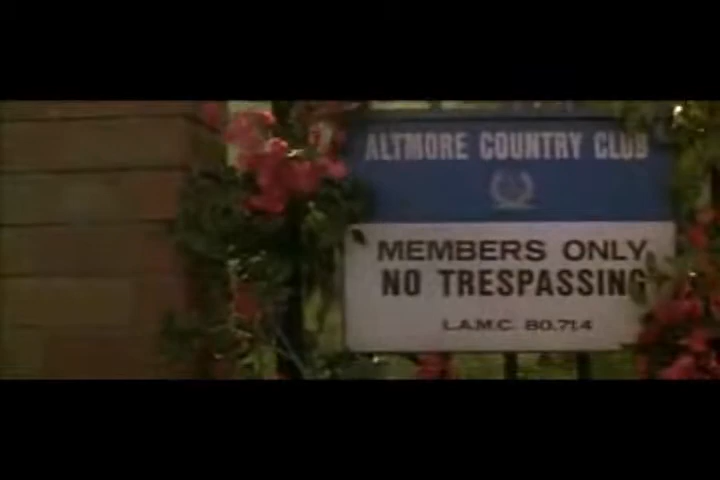 ALTMORE COUNTRY CLUB
MEMBERS ONLY
NO TRESPASSING
L.A.M.C. 80.71.4